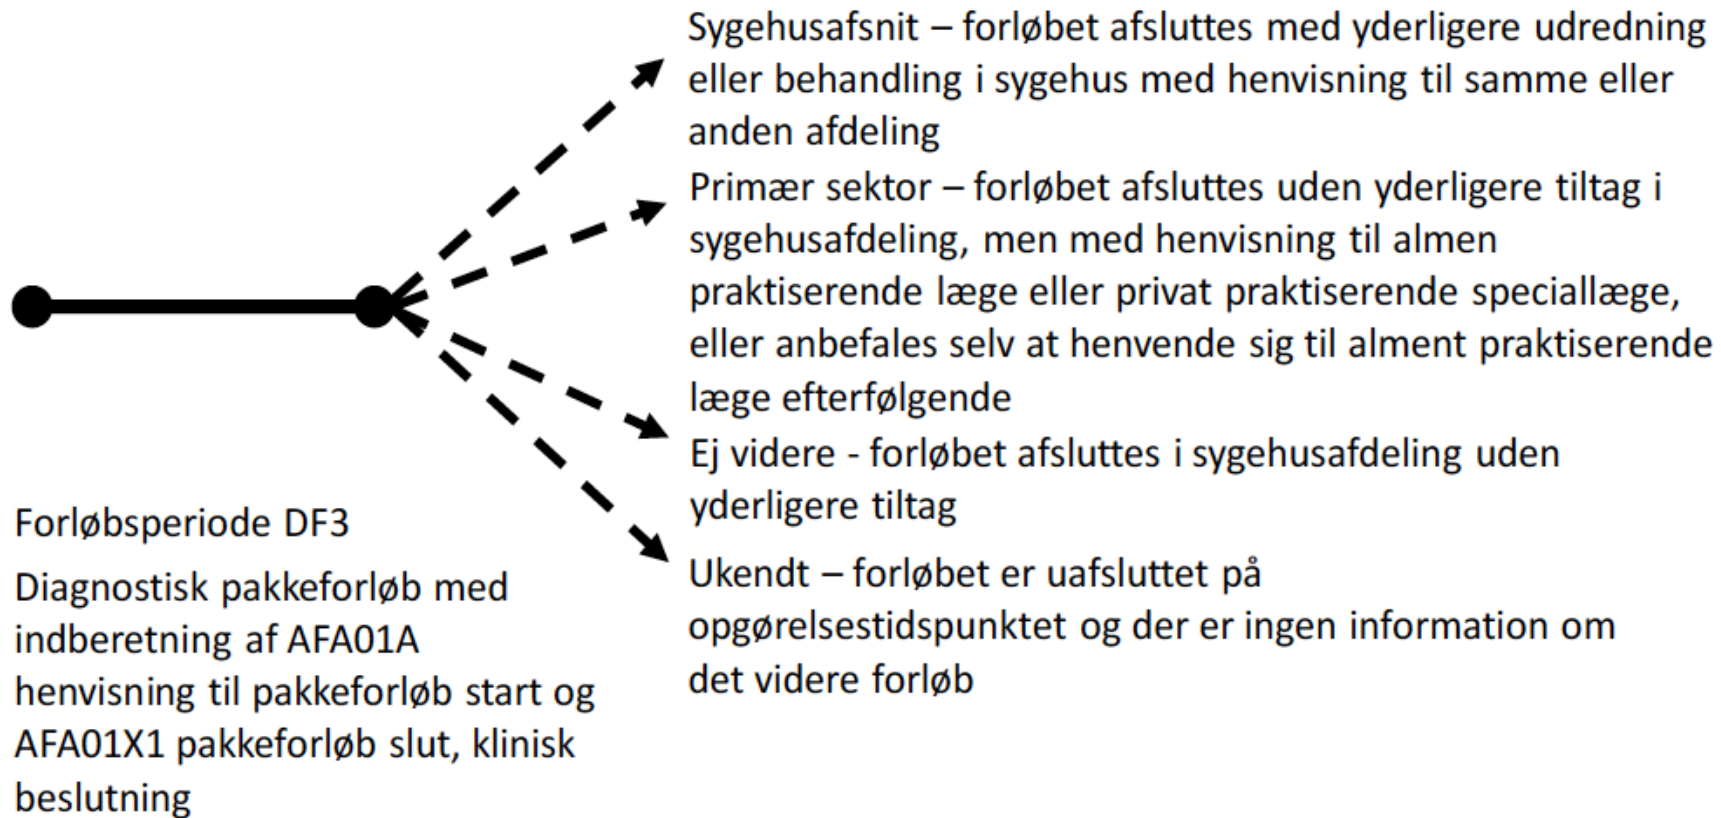 Sygehusafsnit – forløbet afsluttes med yderligere udredning
eller behandling i sygehus med henvisning til samme eller
anden afdeling
Primær sektor – forløbet afsluttes uden yderligere tiltag i
sygehusafdeling, men med henvisning til almen
praktiserende læge eller privat praktiserende speciallæge,
eller anbefales selv at henvende sig til alment praktiserende
læge efterfølgende
Ej videre - forløbet afsluttes i sygehusafdeling uden
yderligere tiltag
Ukendt – forløbet er uafsluttet på
opgørelsestidspunktet og der er ingen information om
det videre forløb
Forløbsperiode DF3
Diagnostisk pakkeforløb med
indberetning af AFA01A
henvisning til pakkeforløb start og
AFA01X1 pakkeforløb slut, klinisk
beslutning